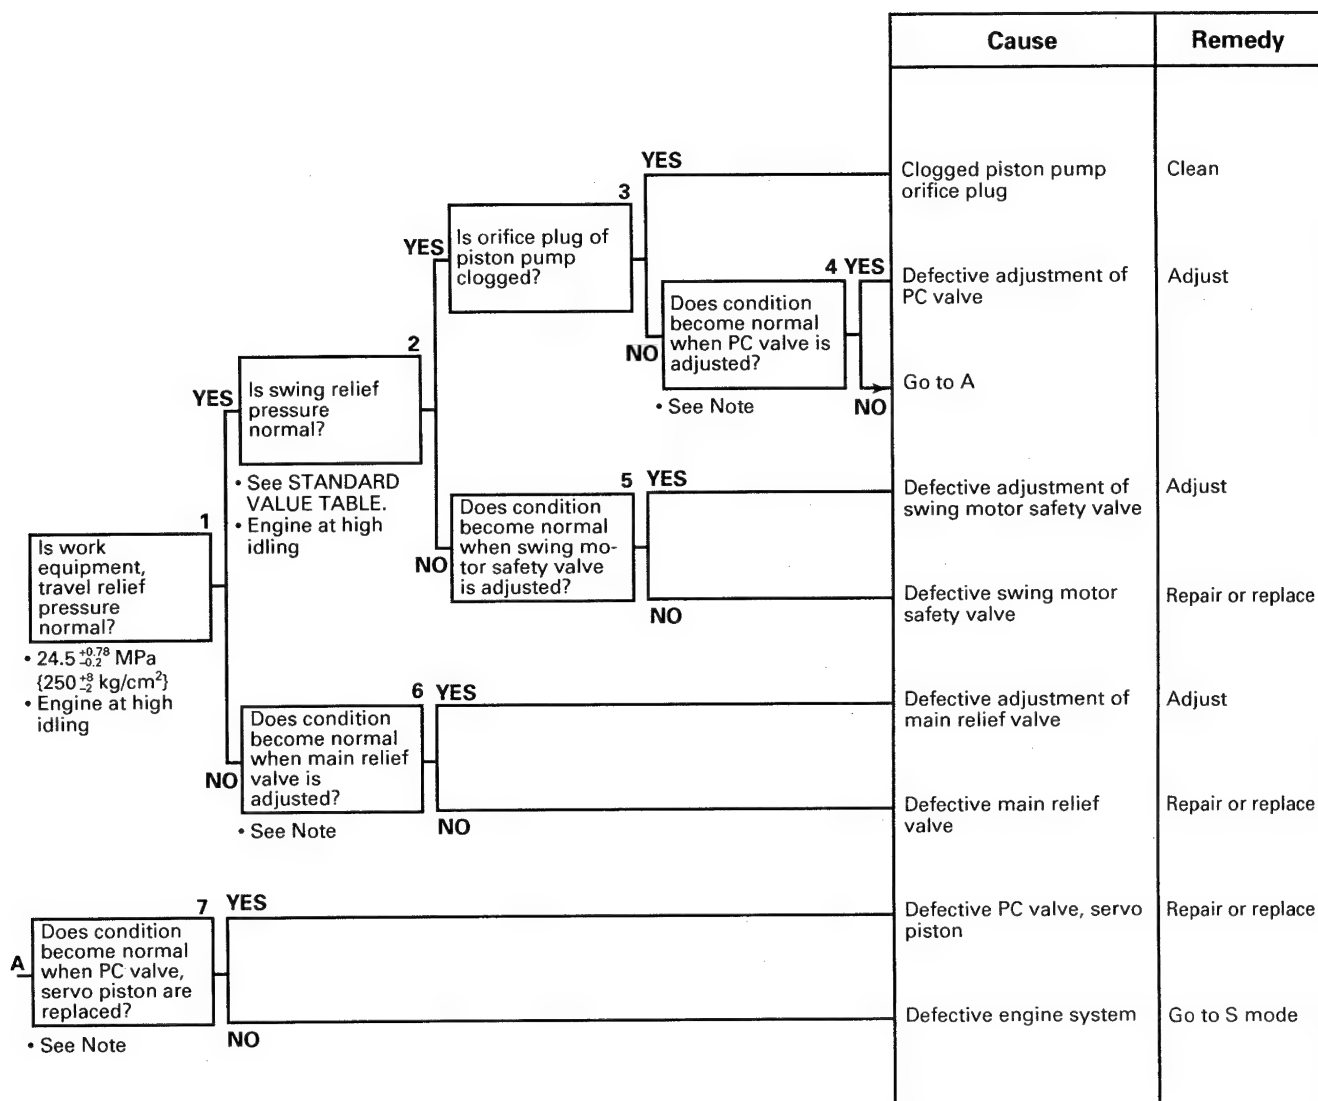 Cause
Remedy
YES
Clogged piston pump
orifice plug
Clean
3
YES
Is orifice plug of
piston pump
clogged?
4 YES
Defective adjustment of
PC valve
Adjust
Does condition
become normal
when PC valve is
adjusted?
NO
• See Note
Go to A
NO
2
YES
Is swing relief
pressure
normal?
• See STANDARD
VALUE TABLE.
• Engine at high
idling
5 YES
Defective adjustment of
swing motor safety valve
Adjust
Does condition
become normal
when swing mo-
tor safety valve
is adjusted?
NO
NO
Defective swing motor
safety valve
Repair or replace
1
Is work
equipment,
travel relief
pressure
normal?
• 24.5 +0.78 −0.2 MPa
{250 +8 −2 kg/cm²}
• Engine at high
idling
6 YES
Defective adjustment of
main relief valve
Adjust
Does condition
become normal
when main relief
valve is
adjusted?
NO
• See Note
NO
Defective main relief
valve
Repair or replace
7 YES
Defective PC valve, servo
piston
Repair or replace
A
Does condition
become normal
when PC valve,
servo piston are
replaced?
• See Note
NO
Defective engine system
Go to S mode